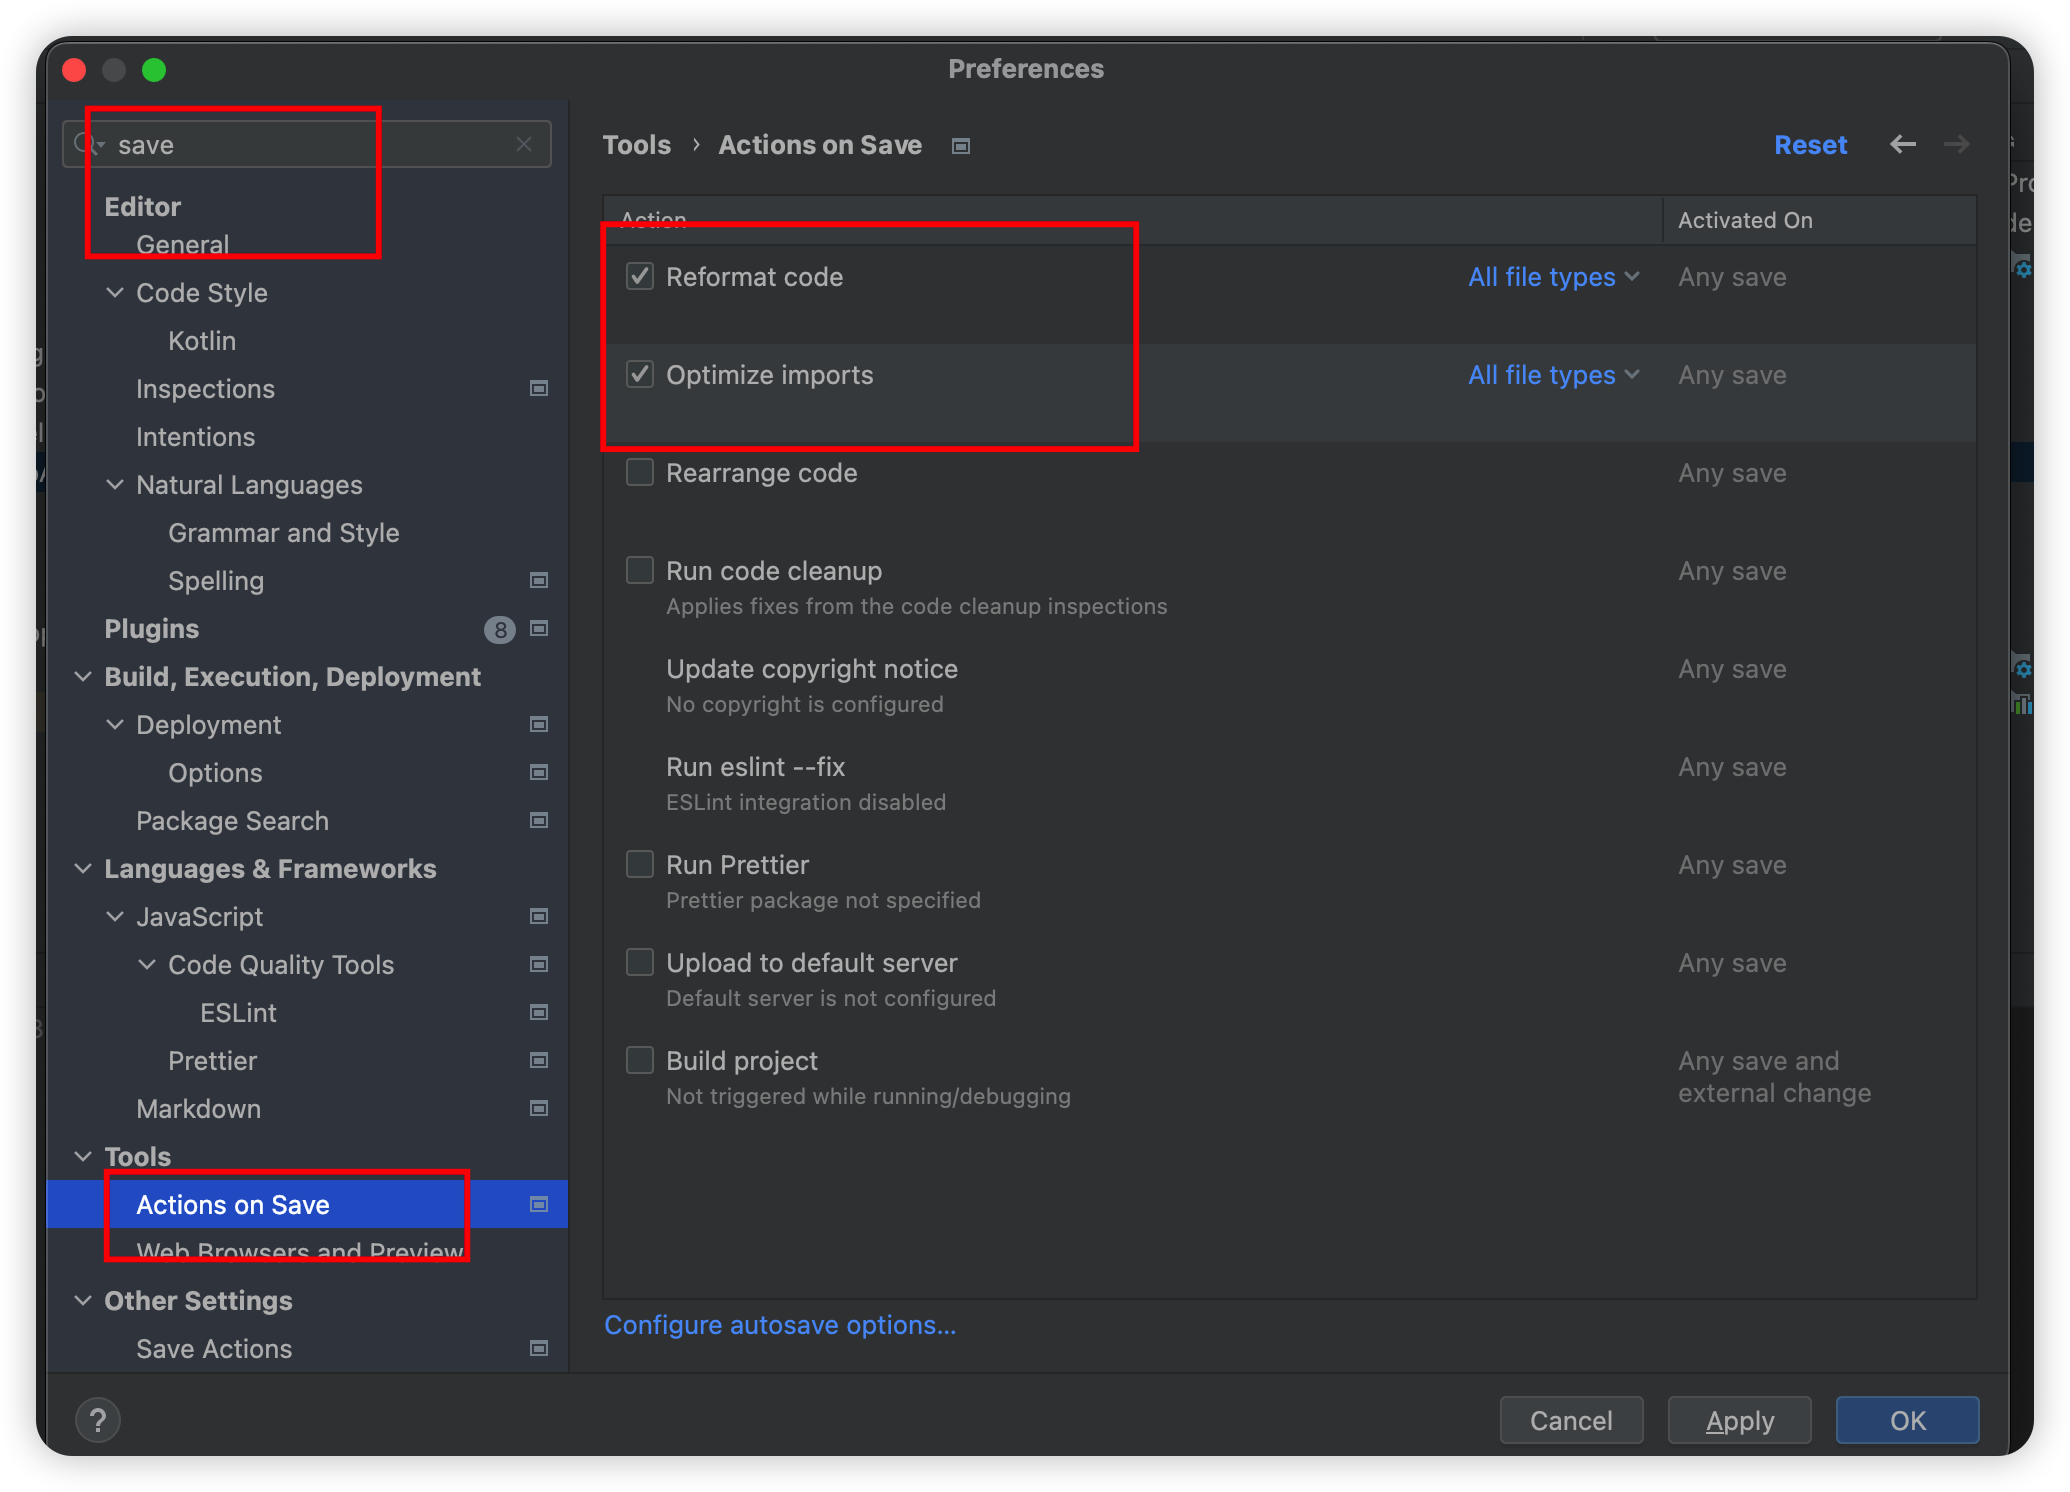 Preferences
save
Editor
General
Code Style
Kotlin
Inspections
Intentions
Natural Languages
Grammar and Style
Spelling
Plugins 8
Build, Execution, Deployment
Deployment
Options
Package Search
Languages & Frameworks
JavaScript
Code Quality Tools
ESLint
Prettier
Markdown
Tools
Actions on Save
Web Browsers and Preview
Other Settings
Save Actions
Tools › Actions on Save
Reset
Action Activated On
Reformat code All file types Any save
Optimize imports All file types Any save
Rearrange code Any save
Run code cleanup Any save
Applies fixes from the code cleanup inspections
Update copyright notice Any save
No copyright is configured
Run eslint --fix Any save
ESLint integration disabled
Run Prettier Any save
Prettier package not specified
Upload to default server Any save
Default server is not configured
Build project Any save and
Not triggered while running/debugging external change
Configure autosave options...
? Cancel Apply OK